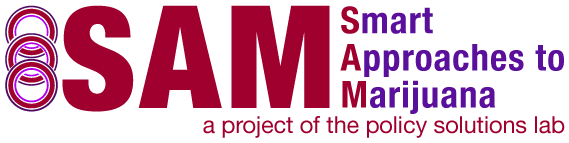 SAM
Smart
Approaches to
Marijuana
a project of the policy solutions lab